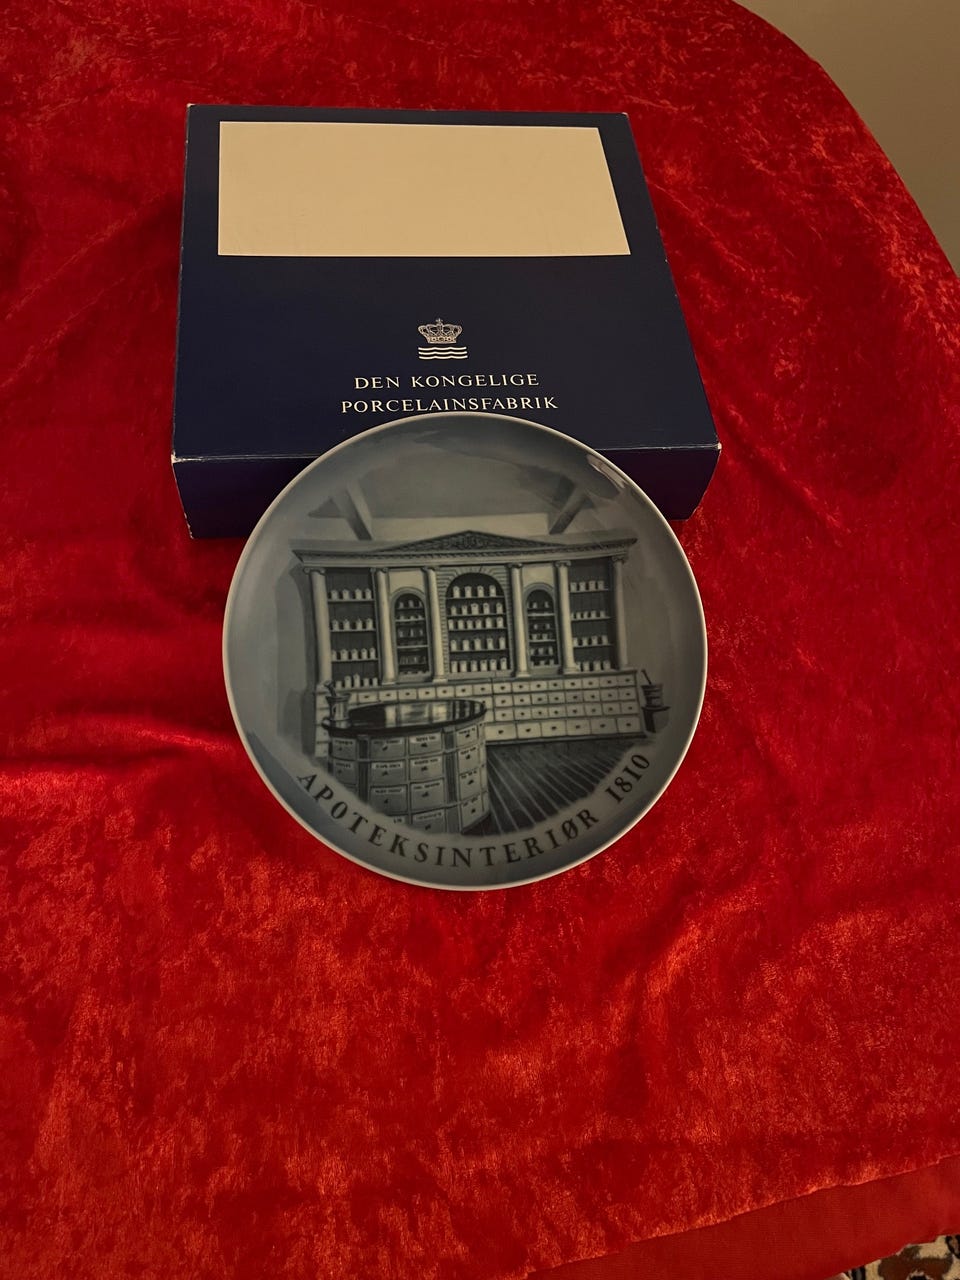 DEN KONGELIGE
PORCELAINSFABRIK
APOTEKSINTERIØR 1810